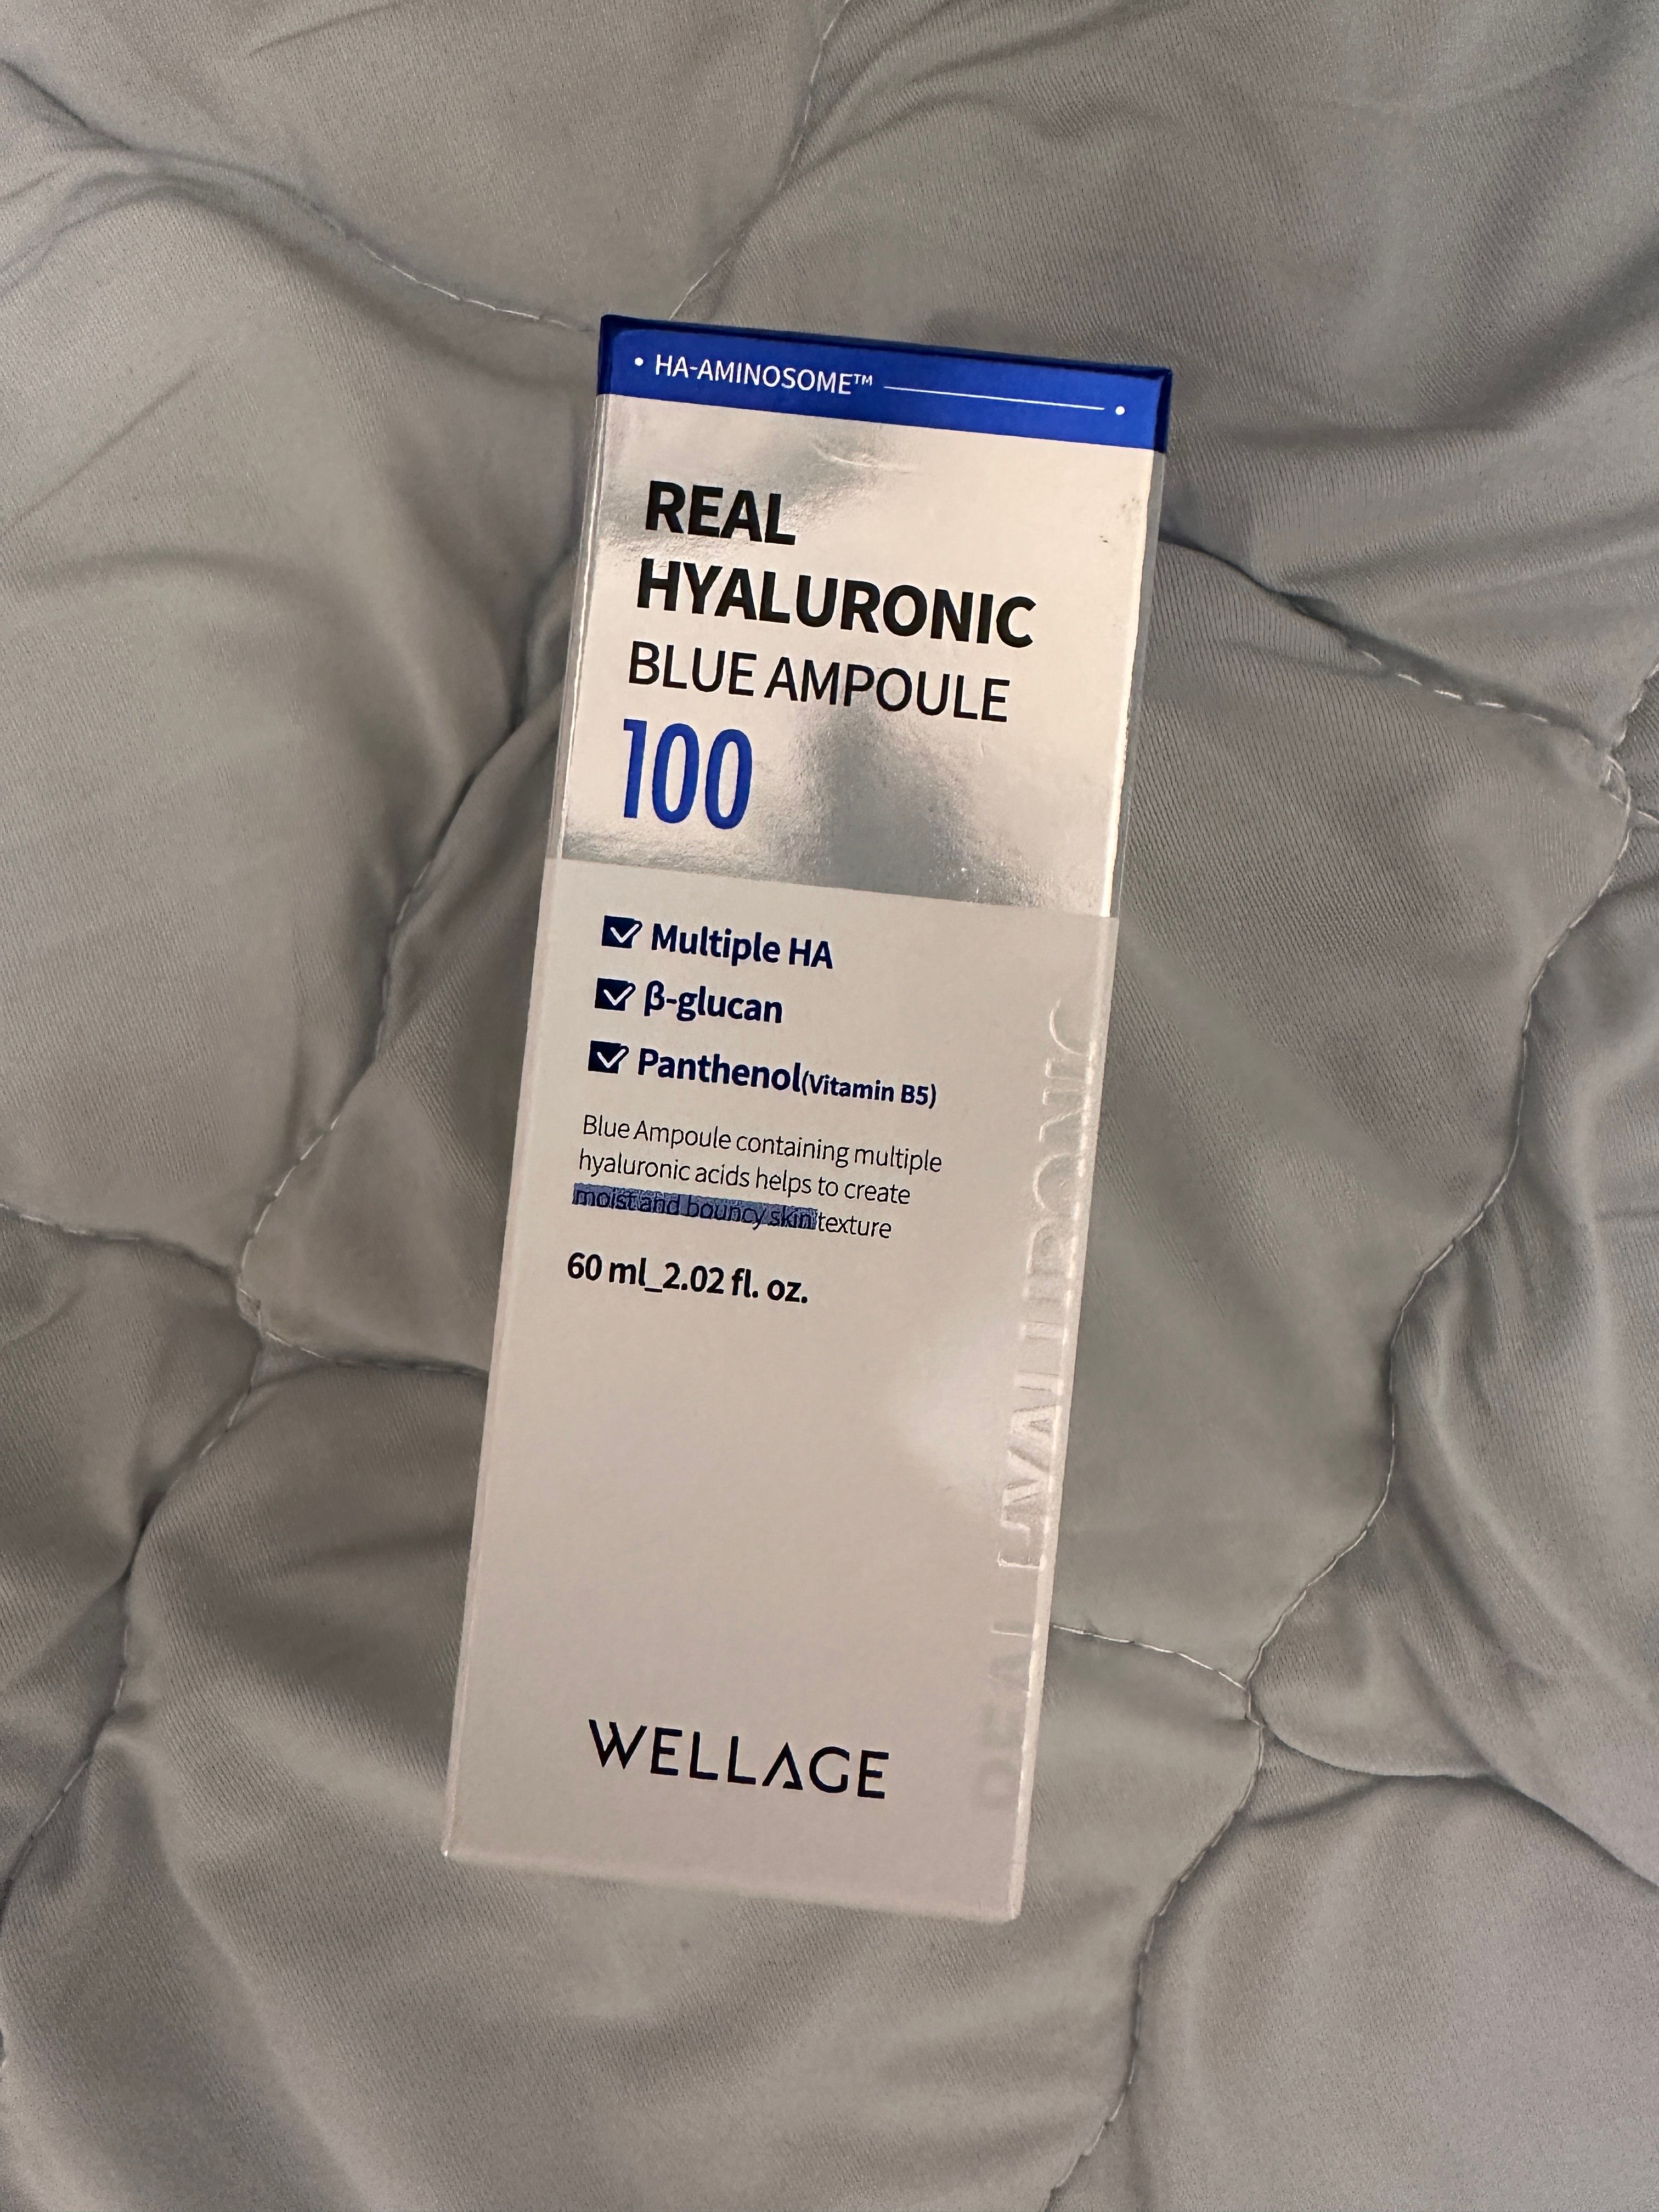 • HA-AMINOSOME™
REAL
HYALURONIC
BLUE AMPOULE
100
Multiple HA
β-glucan
Panthenol(Vitamin B5)
Blue Ampoule containing multiple
hyaluronic acids helps to create
moist and bouncy skin texture
60 ml_2.02 fl. oz.
REAL HYALURONIC
WELLAGE